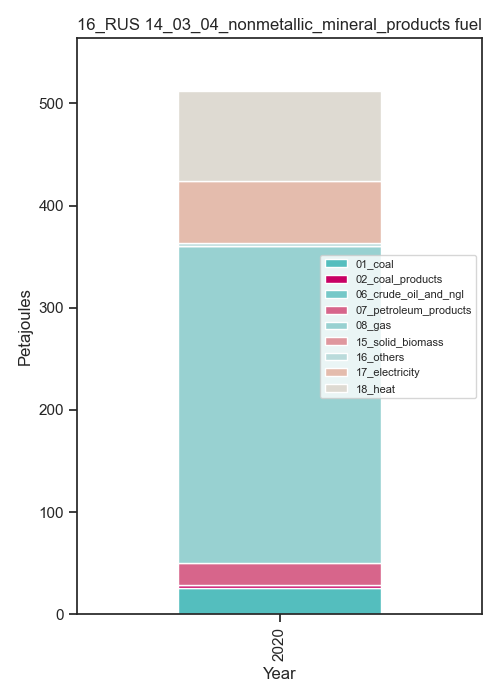 16_RUS 14_03_04_nonmetallic_mineral_products fuel
500
400
300
200
100
0
Petajoules
01_coal
02_coal_products
06_crude_oil_and_ngl
07_petroleum_products
08_gas
15_solid_biomass
16_others
17_electricity
18_heat
2020
Year